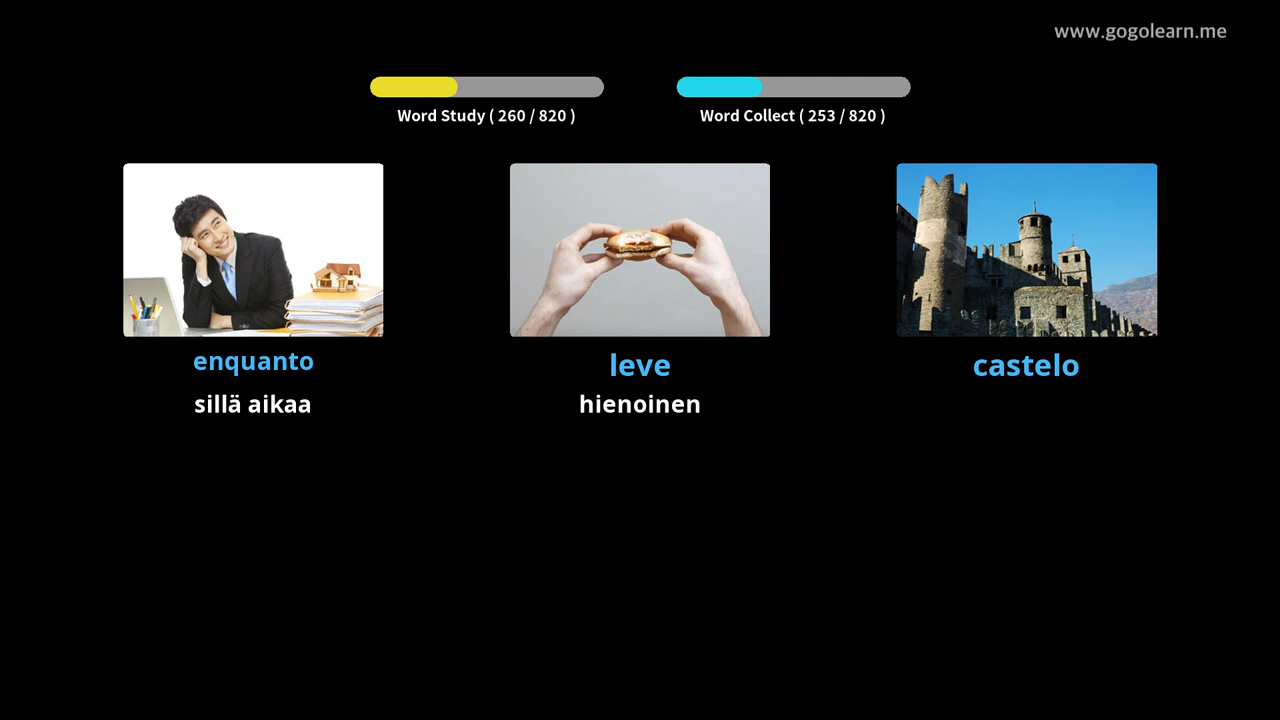 www.gogolearn.me
Word Study ( 260 / 820 )
Word Collect ( 253 / 820 )
enquanto
sillä aikaa
leve
hienoinen
castelo